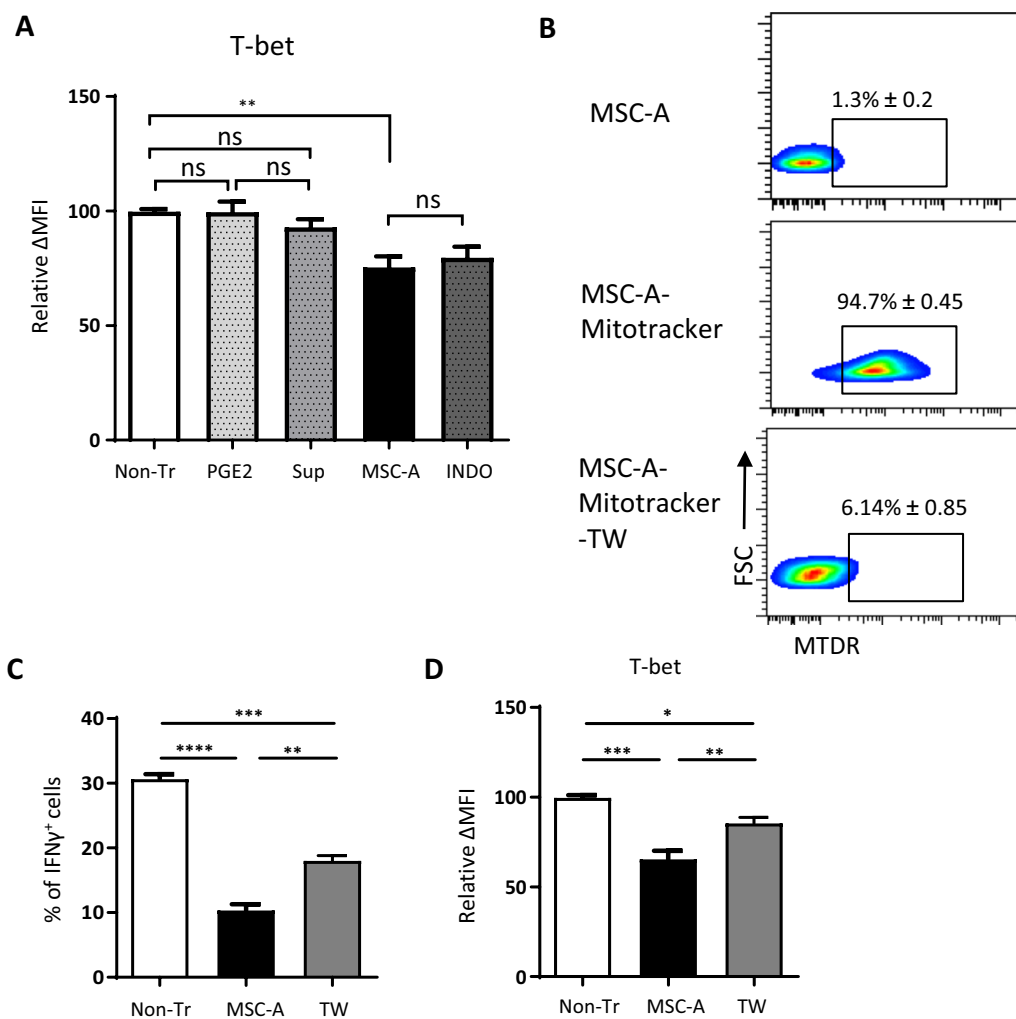 A
T-bet
Relative ΔMFI
150
100
50
0
**
ns
ns
ns
ns
Non-Tr
PGE2
Sup
MSC-A
INDO
B
MSC-A
1.3% ± 0.2
MSC-A-
Mitotracker
94.7% ± 0.45
MSC-A-
Mitotracker
-TW
6.14% ± 0.85
FSC
MTDR
C
% of IFNγ⁺ cells
40
30
20
10
0
***
****
**
Non-Tr
MSC-A
TW
D
T-bet
Relative ΔMFI
150
100
50
0
*
***
**
Non-Tr
MSC-A
TW